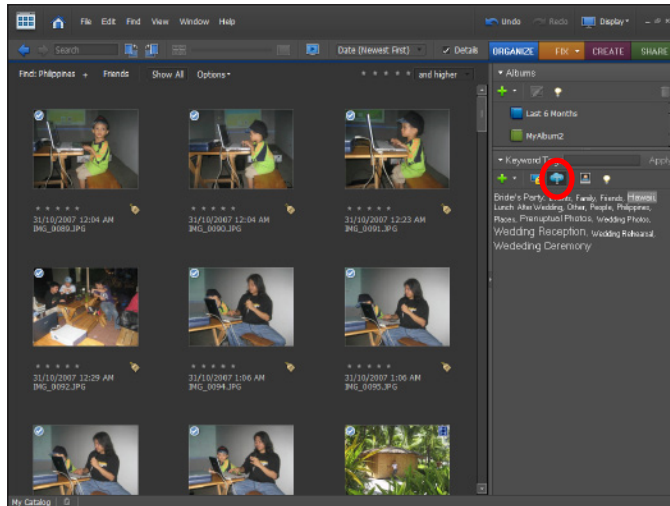 File Edit Find View Window Help Undo Redo Display
Search Date (Newest First) Details ORGANIZE FIX CREATE SHARE
Find: Philippines + Friends Show All Options and higher
Albums
Last 6 Months
MyAlbum2
Keyword Apply
Bride's Party, Events, Family, Friends, Hawaii,
Lunch After Wedding, Other, People, Philippines,
Places, Prenuptual Photos, Wedding Photos,
Wedding Reception, Wedding Rehearsal,
Wededing Ceremony
31/10/2007 12:04 AM
IMG_0089.JPG
31/10/2007 12:04 AM
IMG_0090.JPG
31/10/2007 12:23 AM
IMG_0091.JPG
31/10/2007 12:29 AM
IMG_0092.JPG
31/10/2007 1:06 AM
IMG_0094.JPG
31/10/2007 1:06 AM
IMG_0095.JPG
My Catalog